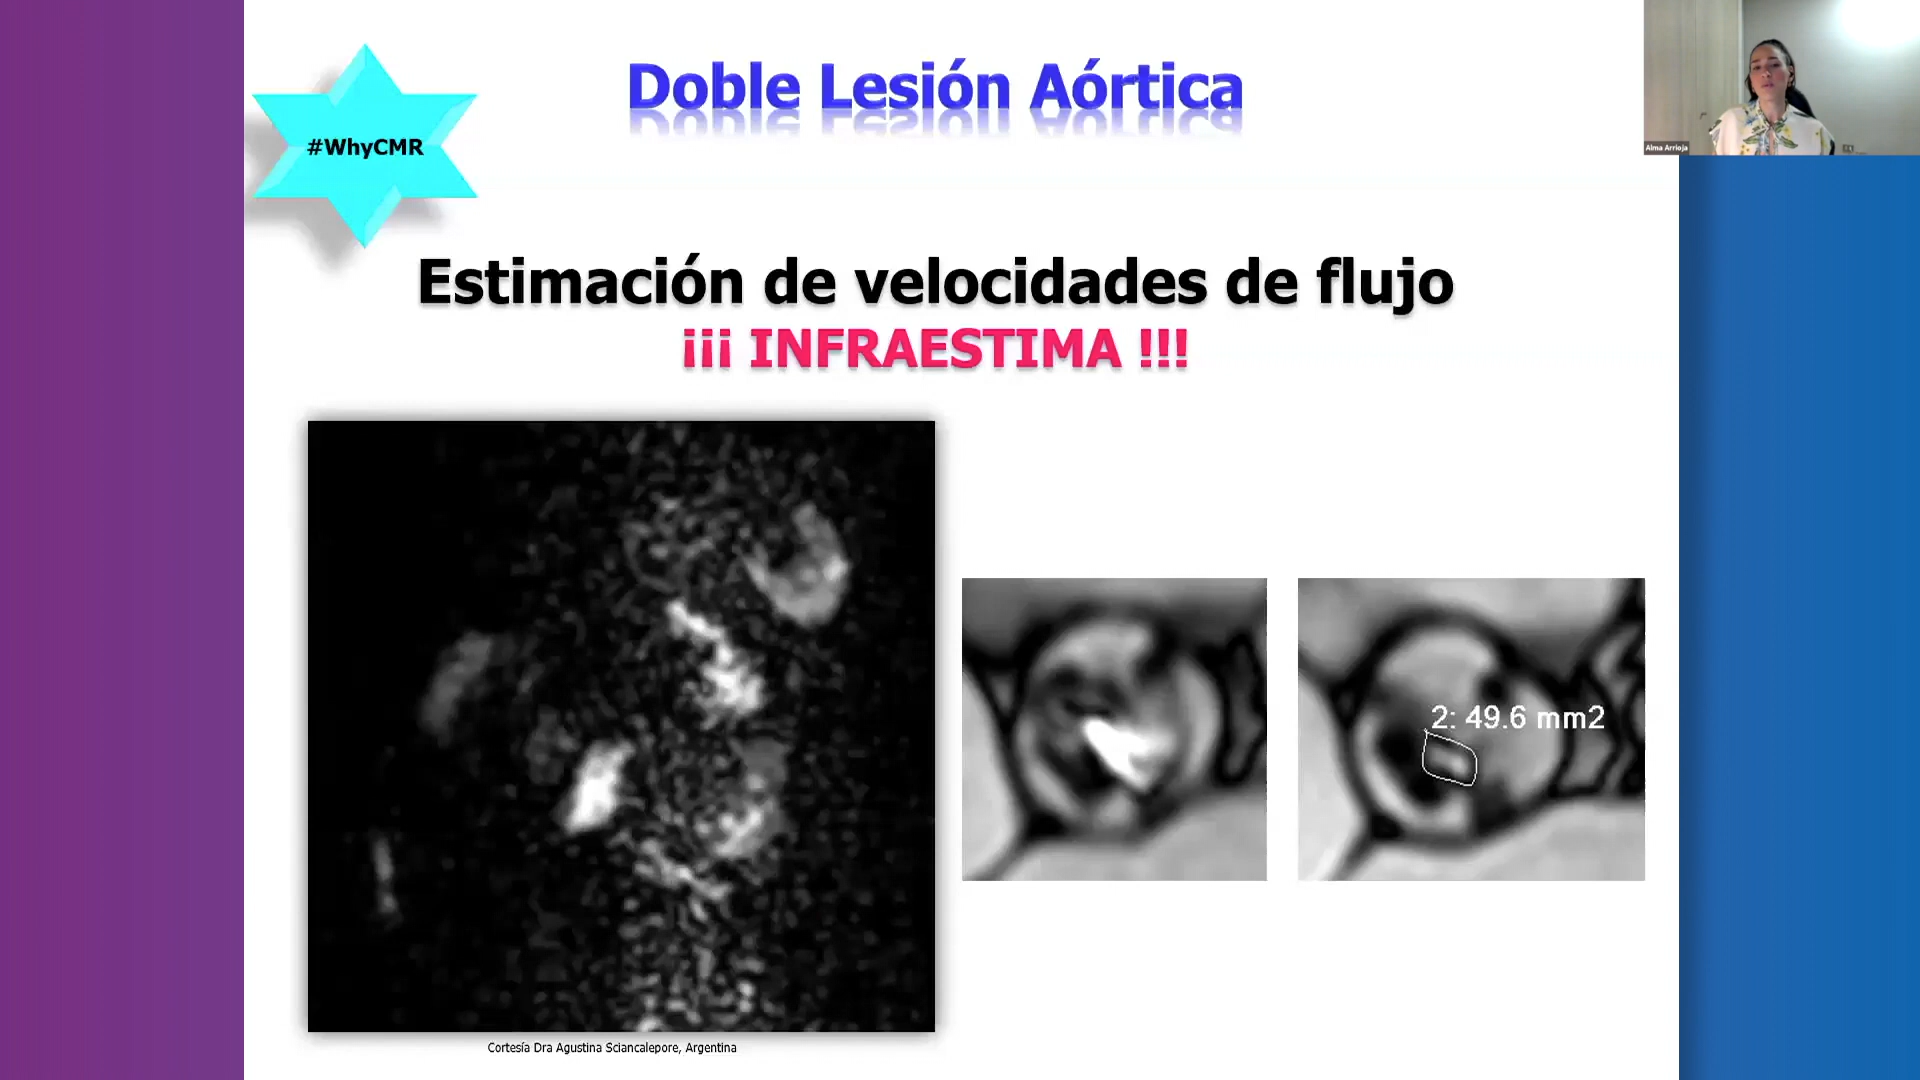 Doble Lesión Aórtica
#WhyCMR
Alma Arrioja
Estimación de velocidades de flujo
¡¡¡ INFRAESTIMA !!!
2: 49.6 mm2
Cortesía Dra Agustina Sciancalepore, Argentina